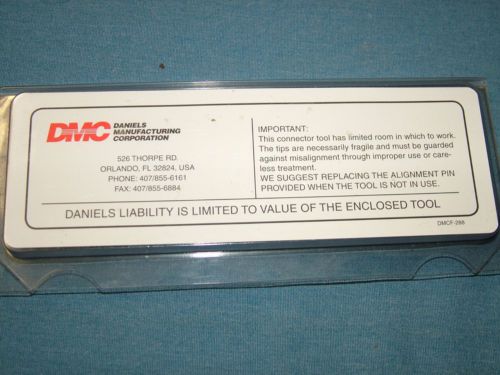 DMC DANIELS
MANUFACTURING
CORPORATION
526 THORPE RD.
ORLANDO, FL 32824, USA
PHONE: 407/855-6161
FAX: 407/855-6884
IMPORTANT:
This connector tool has limited room in which to work.
The tips are necessarily fragile and must be guarded
against misalignment through improper use or care-
less treatment.
WE SUGGEST REPLACING THE ALIGNMENT PIN
PROVIDED WHEN THE TOOL IS NOT IN USE.
DANIELS LIABILITY IS LIMITED TO VALUE OF THE ENCLOSED TOOL
DMCF-288